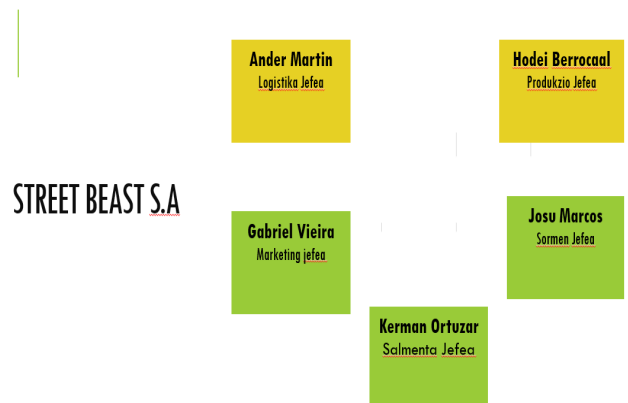 STREET BEAST S.A
Ander Martin
Logistika Jefea
Hodei Berrocaal
Produkzio Jefea
Gabriel Vieira
Marketing jefea
Josu Marcos
Sormen Jefea
Kerman Ortuzar
Salmenta Jefea